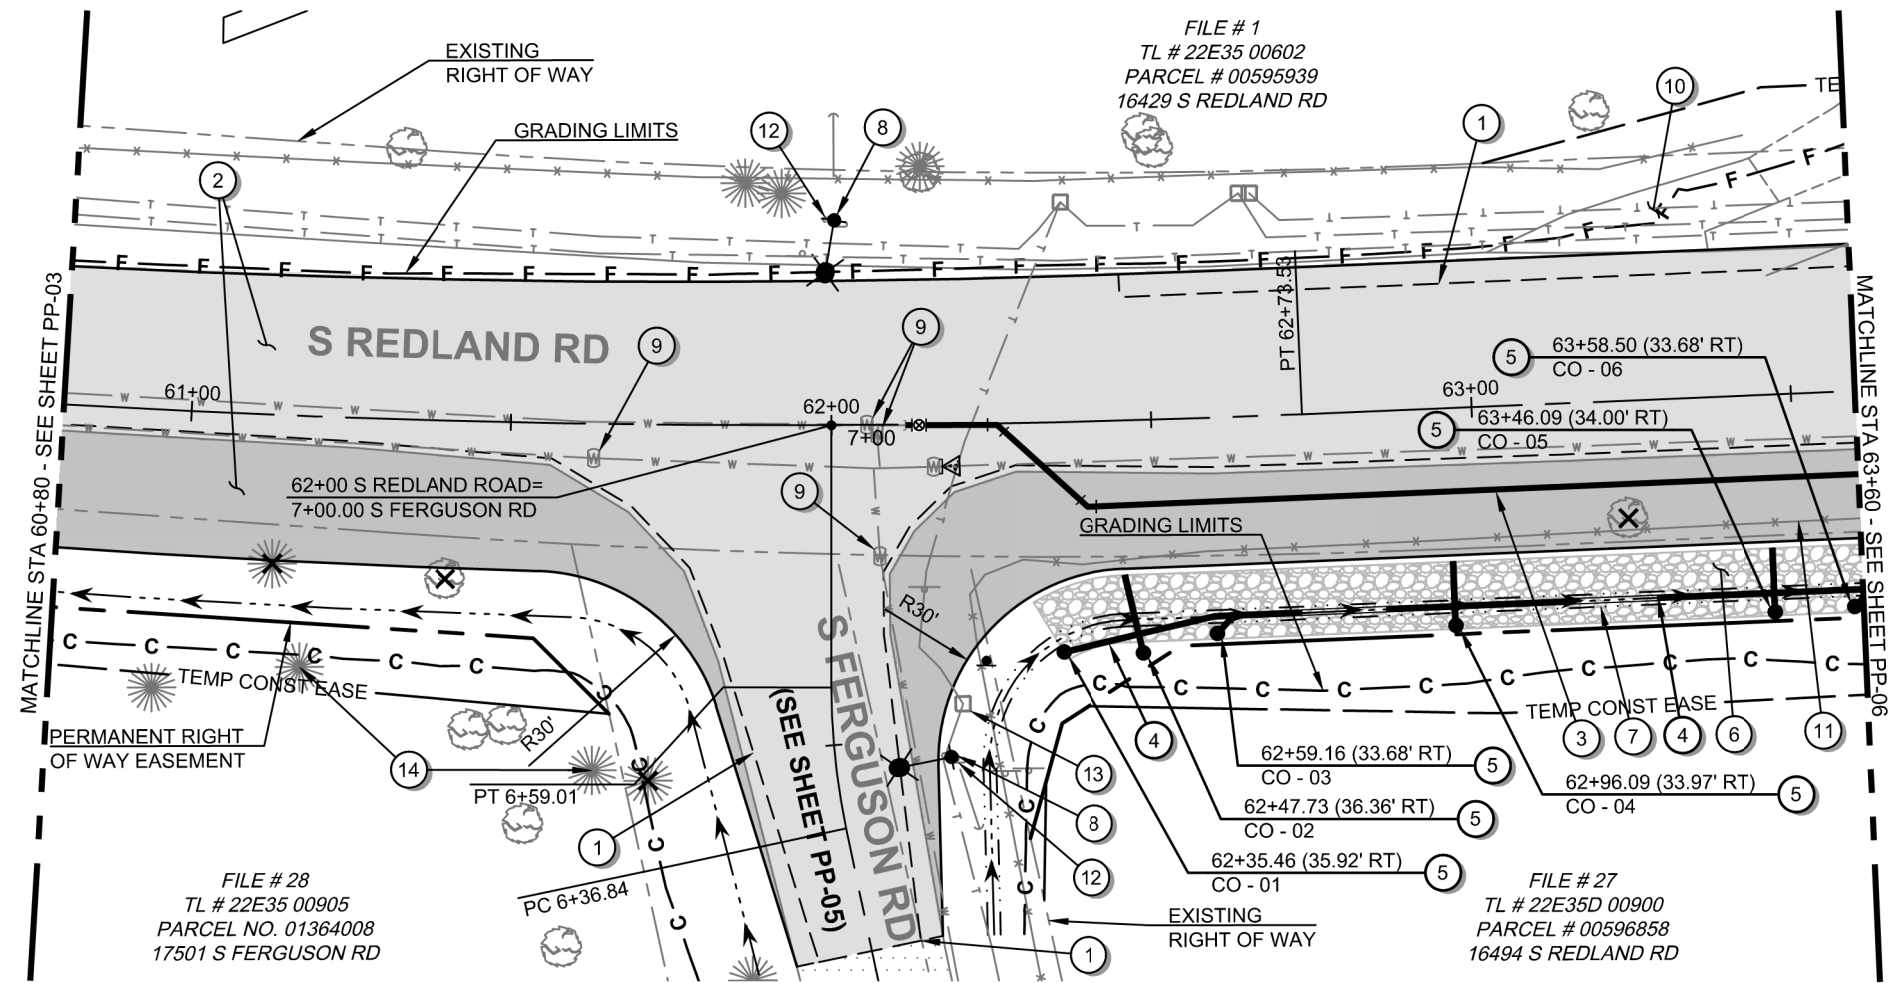 FILE # 1
TL # 22E35 00602
PARCEL # 00595939
16429 S REDLAND RD
EXISTING
RIGHT OF WAY
GRADING LIMITS
12
8
10
1
TE
2
F F F F F F F F F F F F F F F F F F F F F
S REDLAND RD
9
9
PT 62+73.53
5
63+58.50 (33.68' RT)
CO - 06
61+00
62+00
7+00
63+00
5
63+46.09 (34.00' RT)
CO - 05
MATCHLINE STA 60+80 - SEE SHEET PP-03
MATCHLINE STA 63+60 - SEE SHEET PP-06
62+00 S REDLAND ROAD=
7+00.00 S FERGUSON RD
9
GRADING LIMITS
R30'
R30'
S FERGUSON RD
(SEE SHEET PP-05)
TEMP CONST EASE
TEMP CONST EASE
PERMANENT RIGHT
OF WAY EASEMENT
14
PT 6+59.01
4
3
7
4
6
11
13
62+59.16 (33.68' RT)
CO - 03
5
62+96.09 (33.97' RT)
CO - 04
5
8
62+47.73 (36.36' RT)
CO - 02
5
1
12
62+35.46 (35.92' RT)
CO - 01
5
PC 6+36.84
FILE # 28
TL # 22E35 00905
PARCEL NO. 01364008
17501 S FERGUSON RD
EXISTING
RIGHT OF WAY
1
FILE # 27
TL # 22E35D 00900
PARCEL # 00596858
16494 S REDLAND RD